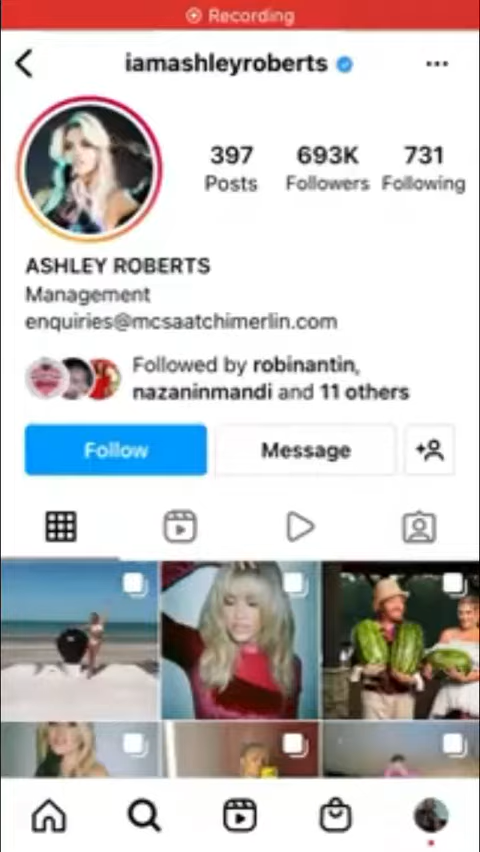 Recording
iamashleyroberts
397 693K 731
Posts Followers Following
ASHLEY ROBERTS
Management
enquiries@mcsaatchimerlin.com
Followed by robinantin,
nazaninmandi and 11 others
Follow Message